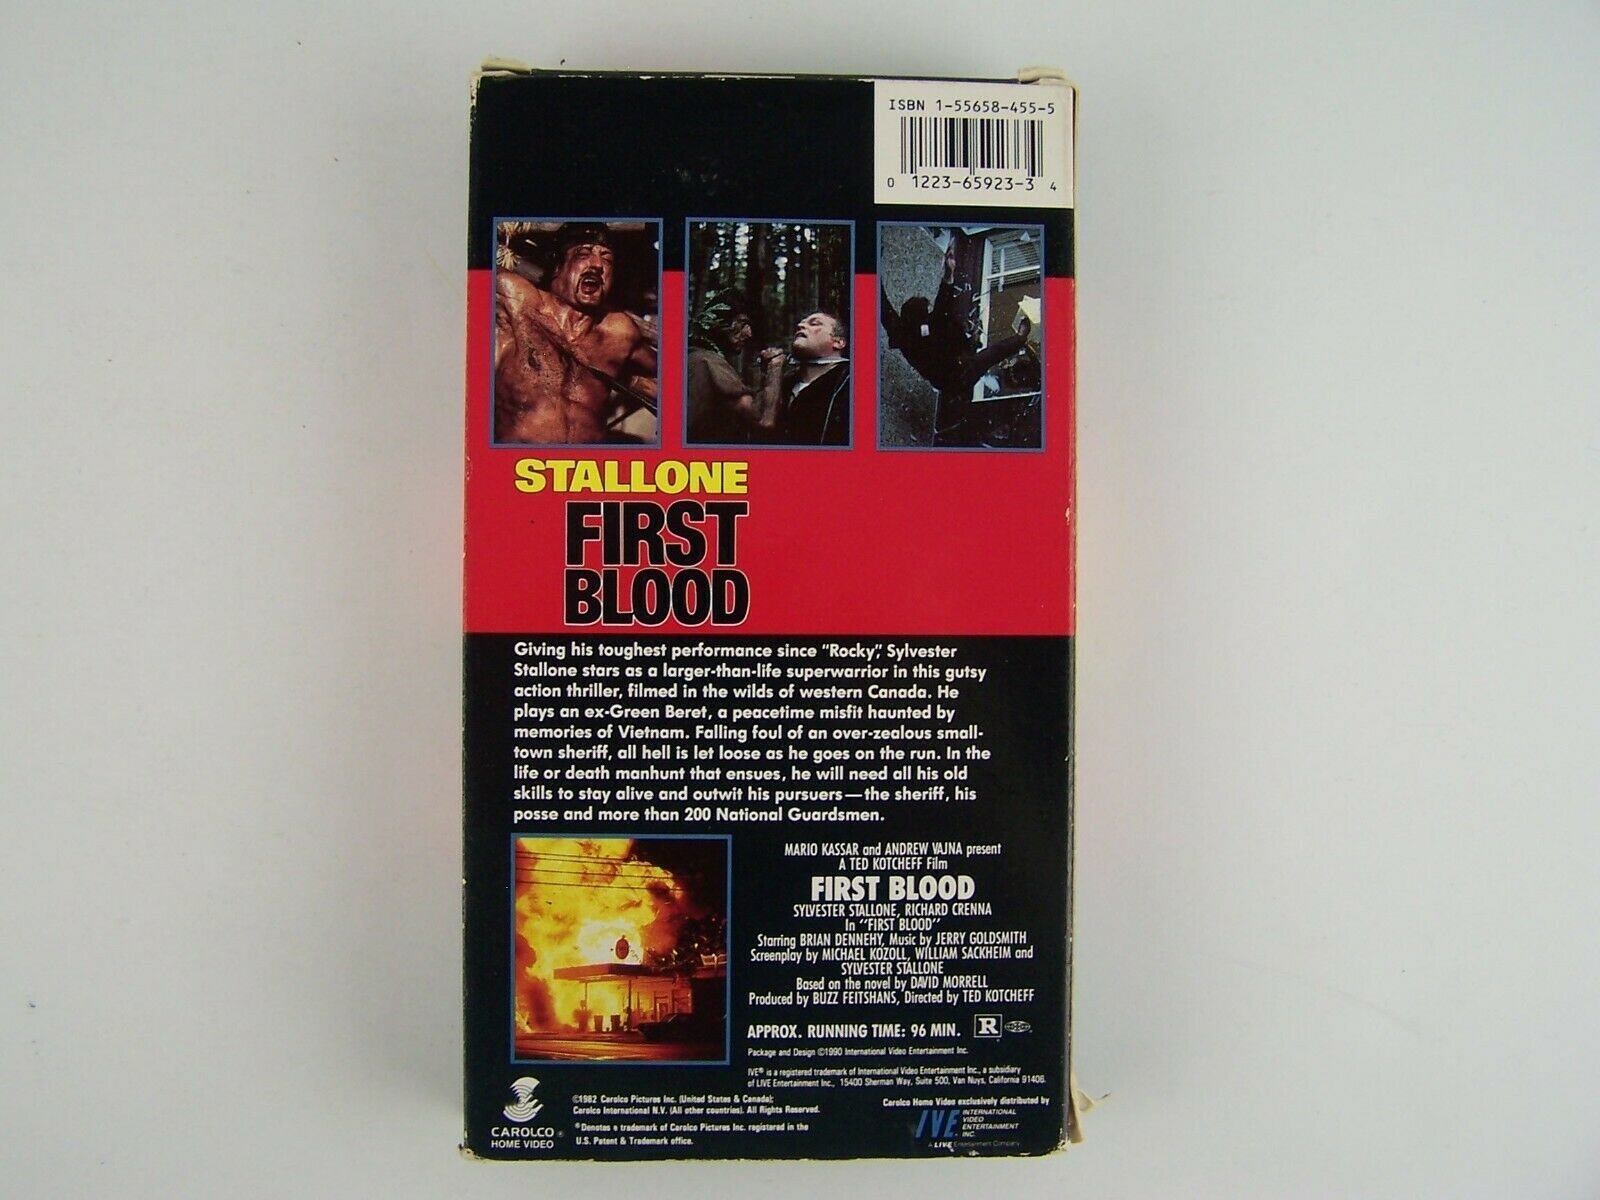 ISBN 1-55658-455-5
0 1223-65923-3 4
STALLONE
FIRST
BLOOD
Giving his toughest performance since "Rocky", Sylvester
Stallone stars as a larger-than-life superwarrior in this gutsy
action thriller, filmed in the wilds of western Canada. He
plays an ex-Green Beret, a peacetime misfit haunted by
memories of Vietnam. Falling foul of an over-zealous small-
town sheriff, all hell is let loose as he goes on the run. In the
life or death manhunt that ensues, he will need all his old
skills to stay alive and outwit his pursuers—the sheriff, his
posse and more than 200 National Guardsmen.
MARIO KASSAR and ANDREW VAJNA present
A TED KOTCHEFF Film
FIRST BLOOD
SYLVESTER STALLONE, RICHARD CRENNA
In "FIRST BLOOD"
Starring BRIAN DENNEHY, Music by JERRY GOLDSMITH
Screenplay by MICHAEL KOZOLL, WILLIAM SACKHEIM and
SYLVESTER STALLONE
Based on the novel by DAVID MORRELL
Produced by BUZZ FEITSHANS, Directed by TED KOTCHEFF
APPROX. RUNNING TIME: 96 MIN. R
Package and Design ©1990 International Video Entertainment Inc.
IVE® is a registered trademark of International Video Entertainment Inc., a subsidiary
of LIVE Entertainment Inc., 15400 Sherman Way, Suite 500, Van Nuys, California 91406.
CAROLCO®
HOME VIDEO
©1982 Carolco Pictures Inc. (United States & Canada);
Carolco International N.V. (All other countries). All Rights Reserved.
®Denotes a trademark of Carolco Pictures Inc. registered in the
U.S. Patent & Trademark office.
Carolco Home Video exclusively distributed by
IVE INTERNATIONAL
VIDEO
ENTERTAINMENT
INC.
A LIVE Entertainment Company